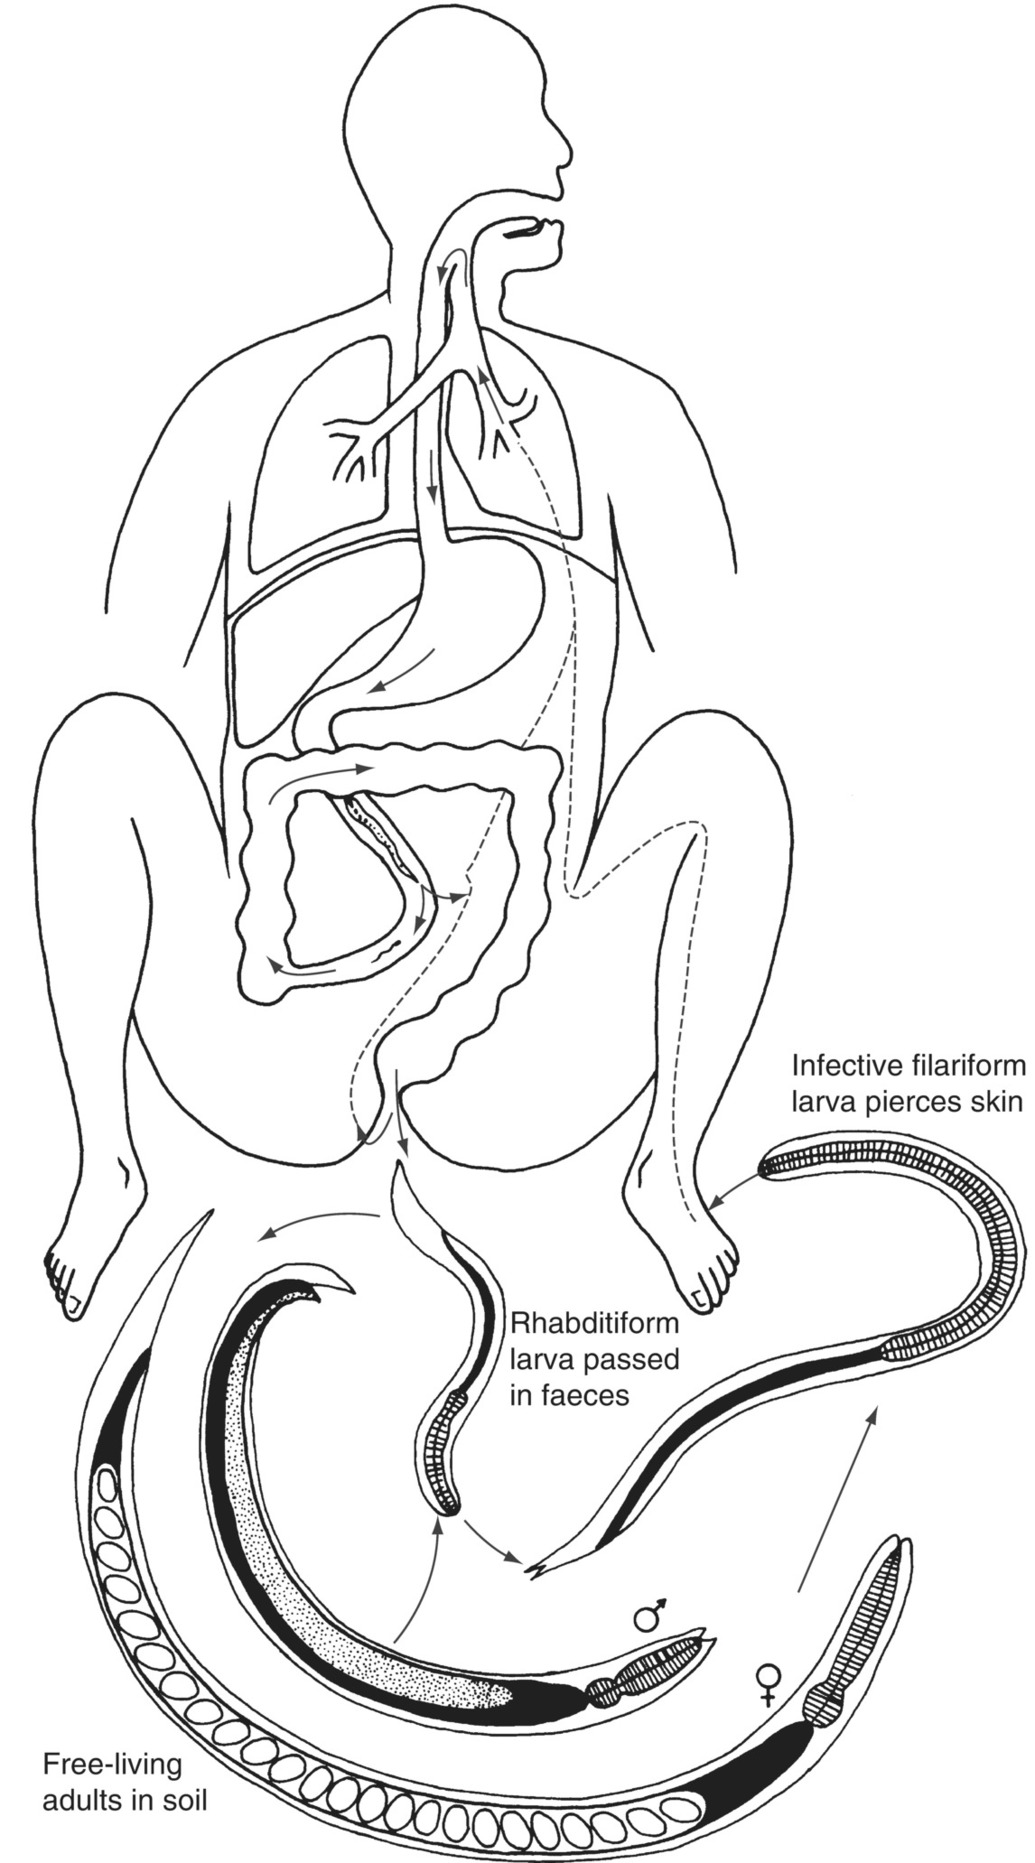 Infective filariform
larva pierces skin
Rhabditiform
larva passed
in faeces
♂
♀
Free-living
adults in soil